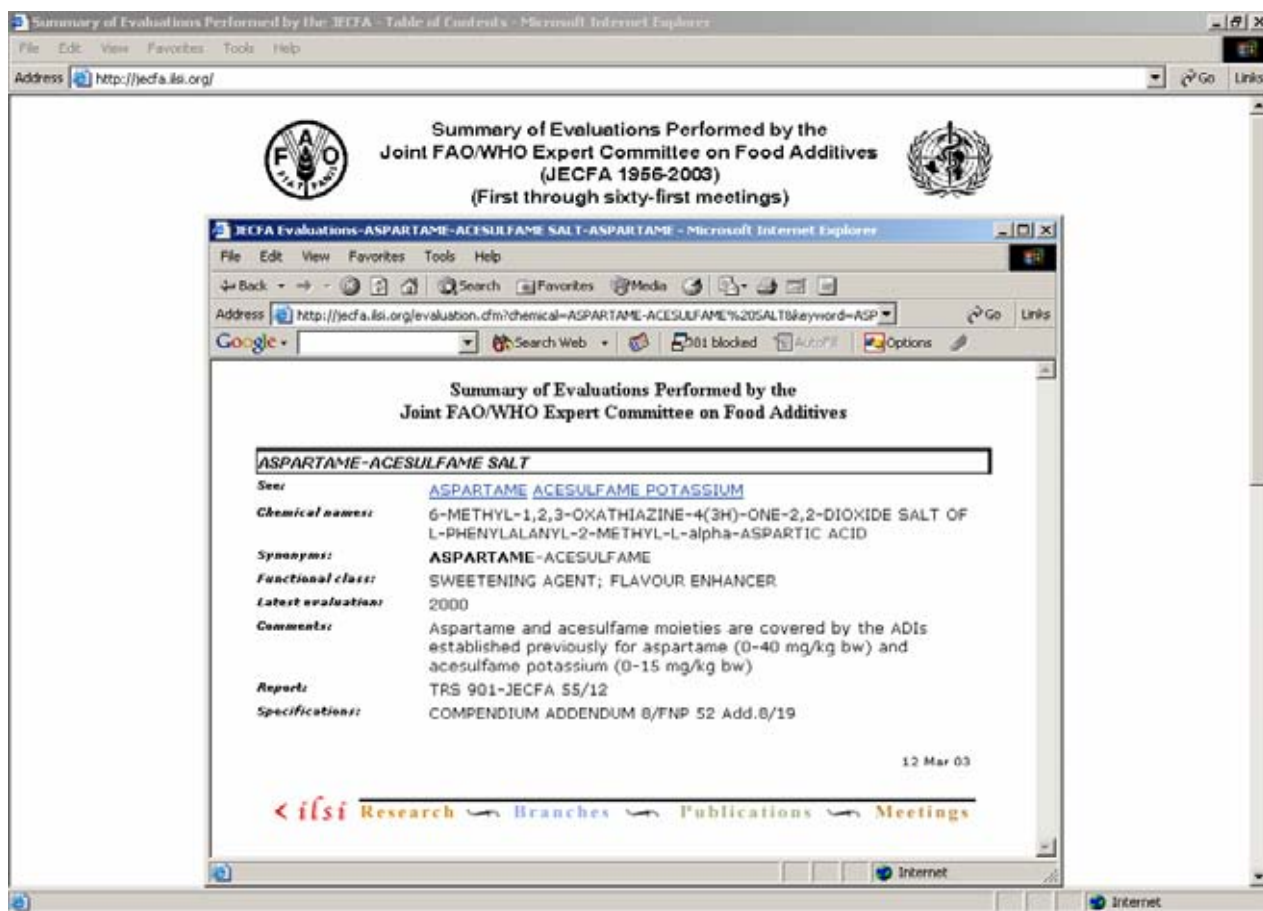 Summary of Evaluations Performed by the JECFA - Table of Contents - Microsoft Internet Explorer
File Edit View Favorites Tools Help
Address http://jecfa.ilsi.org/ Go Links
FAO
FIAT PANIS
Summary of Evaluations Performed by the
Joint FAO/WHO Expert Committee on Food Additives
(JECFA 1956-2003)
(First through sixty-first meetings)
JECFA Evaluations-ASPARTAME-ACESULFAME SALT-ASPARTAME - Microsoft Internet Explorer
File Edit View Favorites Tools Help
Back Search Favorites Media
Address http://jecfa.ilsi.org/evaluation.cfm?chemical=ASPARTAME-ACESULFAME%20SALT&keyword=ASP Go Links
Google Search Web 81 blocked AutoFill Options
Summary of Evaluations Performed by the
Joint FAO/WHO Expert Committee on Food Additives
ASPARTAME-ACESULFAME SALT
See: ASPARTAME ACESULFAME POTASSIUM
Chemical names: 6-METHYL-1,2,3-OXATHIAZINE-4(3H)-ONE-2,2-DIOXIDE SALT OF
L-PHENYLALANYL-2-METHYL-L-alpha-ASPARTIC ACID
Synonyms: ASPARTAME-ACESULFAME
Functional class: SWEETENING AGENT; FLAVOUR ENHANCER
Latest evaluation: 2000
Comments: Aspartame and acesulfame moieties are covered by the ADIs
established previously for aspartame (0-40 mg/kg bw) and
acesulfame potassium (0-15 mg/kg bw)
Report: TRS 901-JECFA 55/12
Specifications: COMPENDIUM ADDENDUM 8/FNP 52 Add.8/19
12 Mar 03
ilsi Research Branches Publications Meetings
Internet
Internet